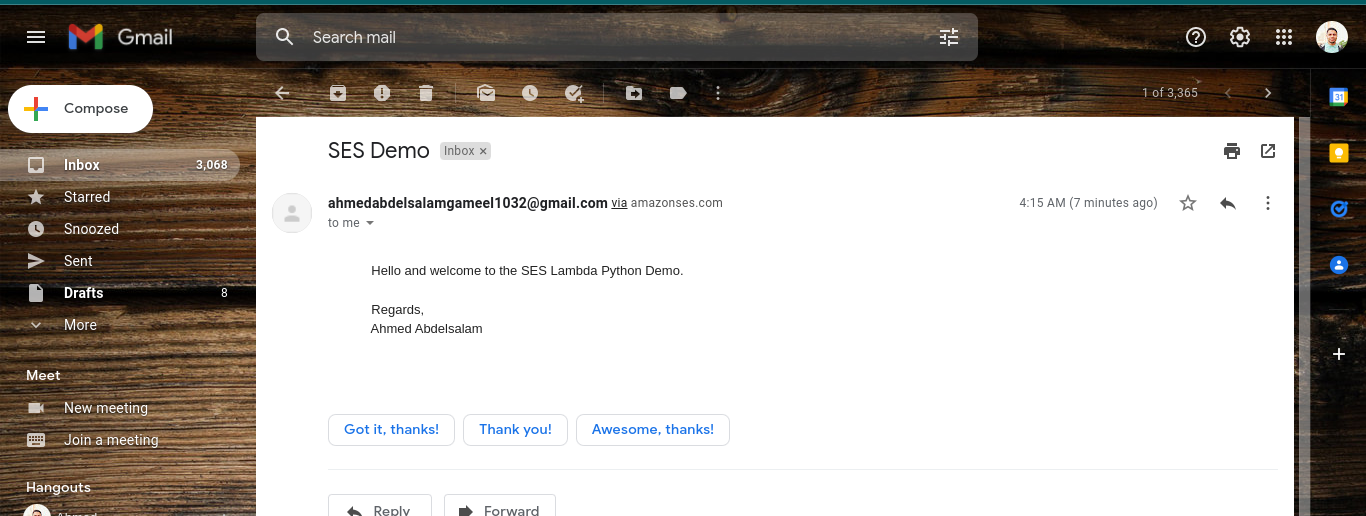 Gmail
Search mail
Compose
1 of 3,365
31
Inbox 3,068
Starred
Snoozed
Sent
Drafts 8
More
Meet
New meeting
Join a meeting
Hangouts
SES Demo Inbox ×
ahmedabdelsalamgameel1032@gmail.com via amazonses.com 4:15 AM (7 minutes ago)
to me
Hello and welcome to the SES Lambda Python Demo.
Regards,
Ahmed Abdelsalam
Got it, thanks! Thank you! Awesome, thanks!
Reply Forward